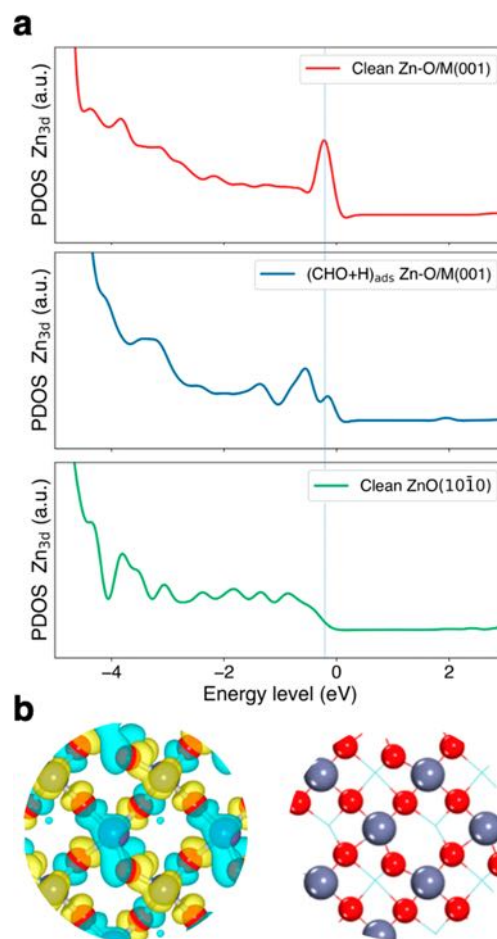 a
Clean Zn-O/M(001)
PDOS Zn3d (a.u.)
(CHO+H)ads Zn-O/M(001)
PDOS Zn3d (a.u.)
Clean ZnO(101̄0)
PDOS Zn3d (a.u.)
−4 −2 0 2
Energy level (eV)
b